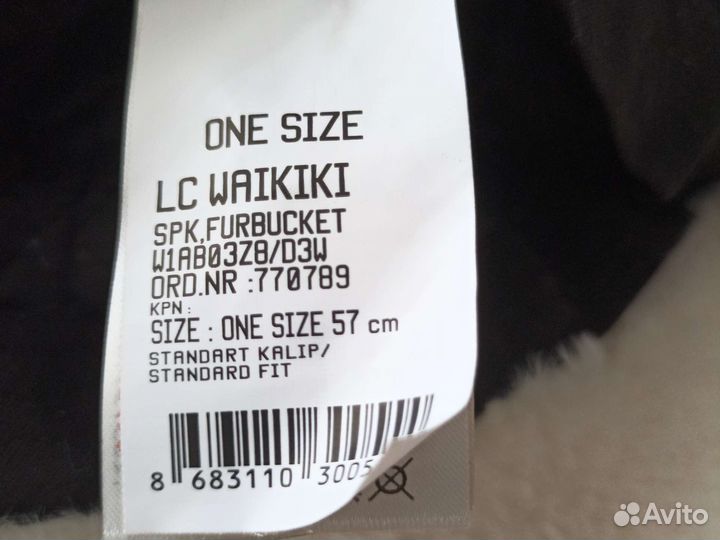 ONE SIZE
LC WAIKIKI
SPK,FURBUCKET
W1AB03Z8/D3W
ORD.NR :770789
KPN :
SIZE : ONE SIZE 57 cm
STANDART KALIP/
STANDARD FIT
8 683110 3005
Avito